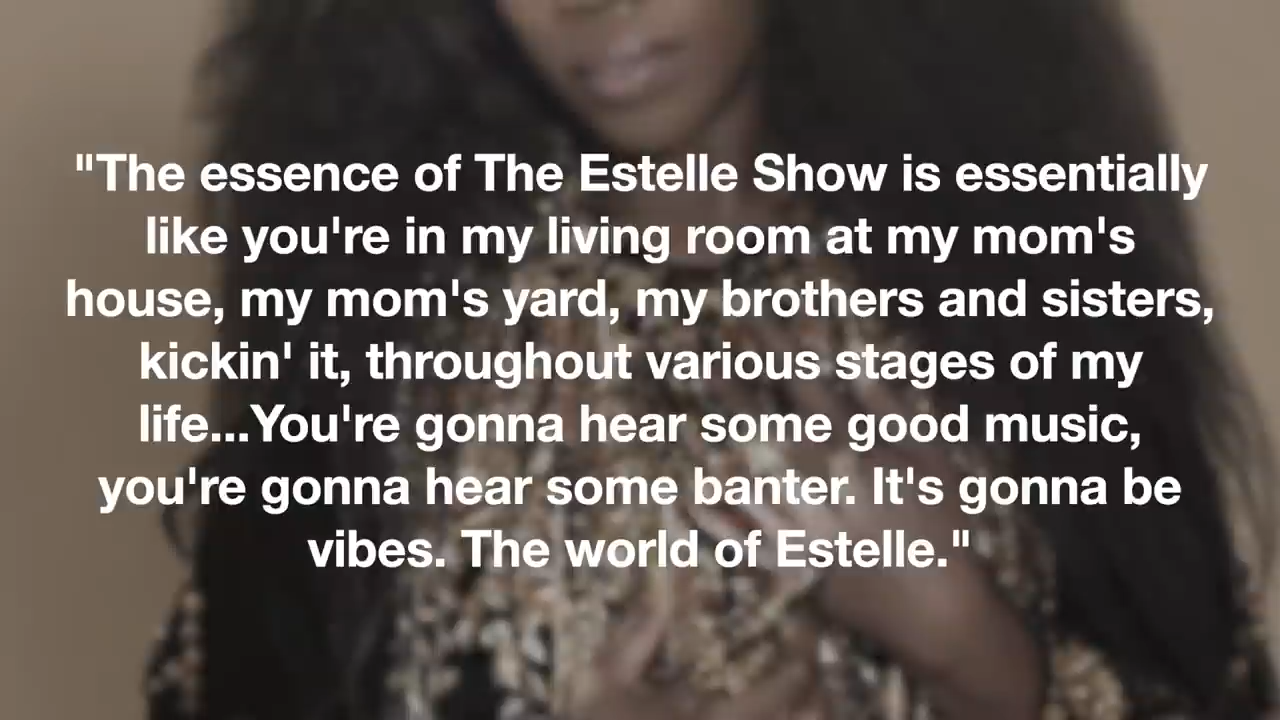 "The essence of The Estelle Show is essentially
like you're in my living room at my mom's
house, my mom's yard, my brothers and sisters,
kickin' it, throughout various stages of my
life...You're gonna hear some good music,
you're gonna hear some banter. It's gonna be
vibes. The world of Estelle."